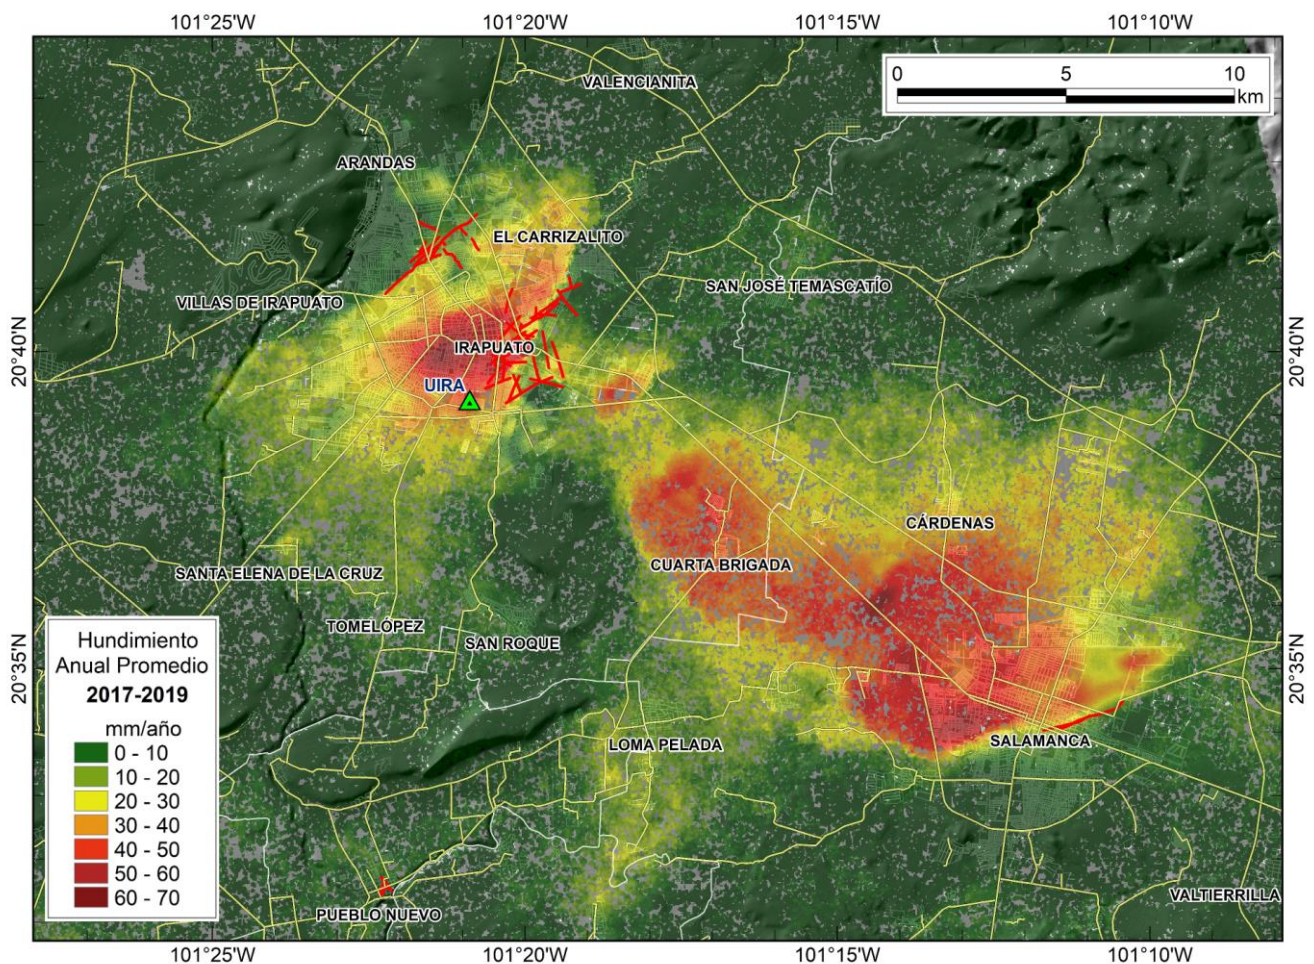 101°25'W
101°20'W
101°15'W
101°10'W
0
5
10
km
VALENCIANITA
ARANDAS
EL CARRIZALITO
SAN JOSÉ TEMASCATÍO
VILLAS DE IRAPUATO
20°40'N
20°40'N
IRAPUATO
UIRA
CÁRDENAS
CUARTA BRIGADA
SANTA ELENA DE LA CRUZ
TOMELÓPEZ
SAN ROQUE
20°35'N
20°35'N
Hundimiento
Anual Promedio
2017-2019
mm/año
0 - 10
10 - 20
20 - 30
30 - 40
40 - 50
50 - 60
60 - 70
LOMA PELADA
SALAMANCA
VALTIERRILLA
PUEBLO NUEVO
101°25'W
101°20'W
101°15'W
101°10'W